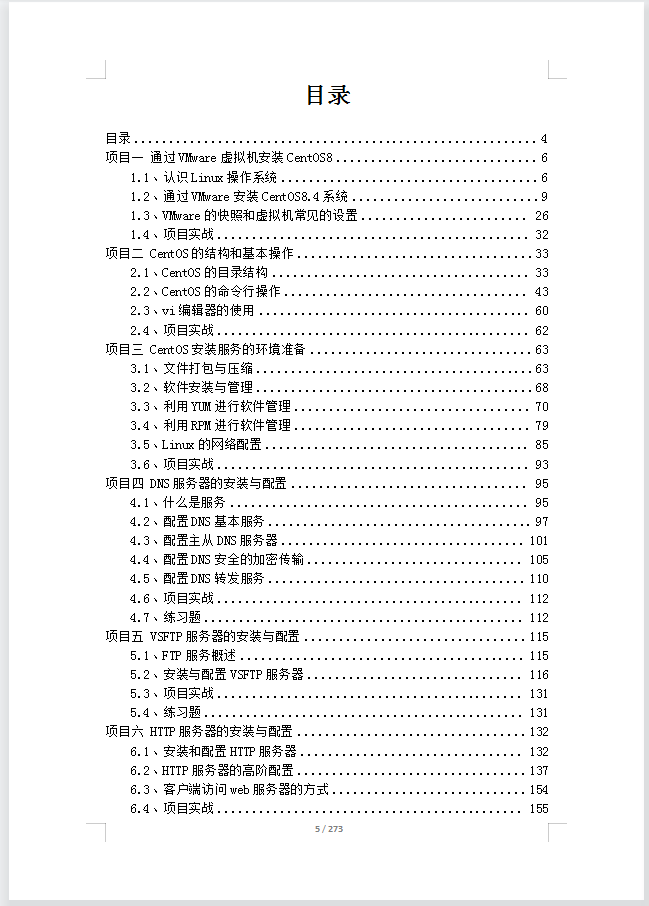 目录
目录................................................4
项目一 通过VMware虚拟机安装CentOS8................................6
1.1、认识Linux操作系统................................6
1.2、通过VMware安装CentOS8.4系统................................9
1.3、VMware的快照和虚拟机常见的设置................................26
1.4、项目实战................................32
项目二 CentOS的结构和基本操作................................33
2.1、CentOS的目录结构................................33
2.2、CentOS的命令行操作................................43
2.3、vi编辑器的使用................................60
2.4、项目实战................................62
项目三 CentOS安装服务的环境准备................................63
3.1、文件打包与压缩................................63
3.2、软件安装与管理................................68
3.3、利用YUM进行软件管理................................70
3.4、利用RPM进行软件管理................................79
3.5、Linux的网络配置................................85
3.6、项目实战................................93
项目四 DNS服务器的安装与配置................................95
4.1、什么是服务................................95
4.2、配置DNS基本服务................................97
4.3、配置主从DNS服务器................................101
4.4、配置DNS安全的加密传输................................105
4.5、配置DNS转发服务................................110
4.6、项目实战................................112
4.7、练习题................................112
项目五 VSFTP服务器的安装与配置................................115
5.1、FTP服务概述................................115
5.2、安装与配置VSFTP服务器................................116
5.3、项目实战................................131
5.4、练习题................................131
项目六 HTTP服务器的安装与配置................................132
6.1、安装和配置HTTP服务器................................132
6.2、HTTP服务器的高阶配置................................137
6.3、客户端访问web服务器的方式................................154
6.4、项目实战................................155
5 / 273